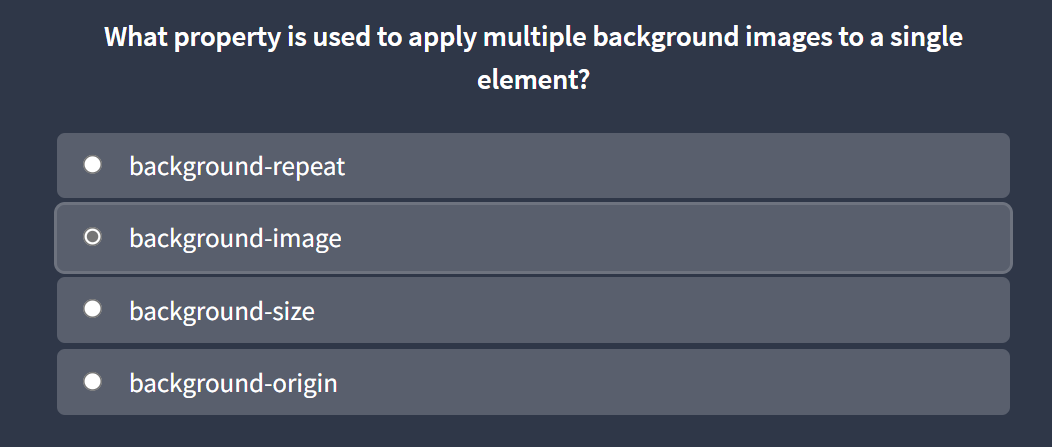 What property is used to apply multiple background images to a single
element?
background-repeat
background-image
background-size
background-origin